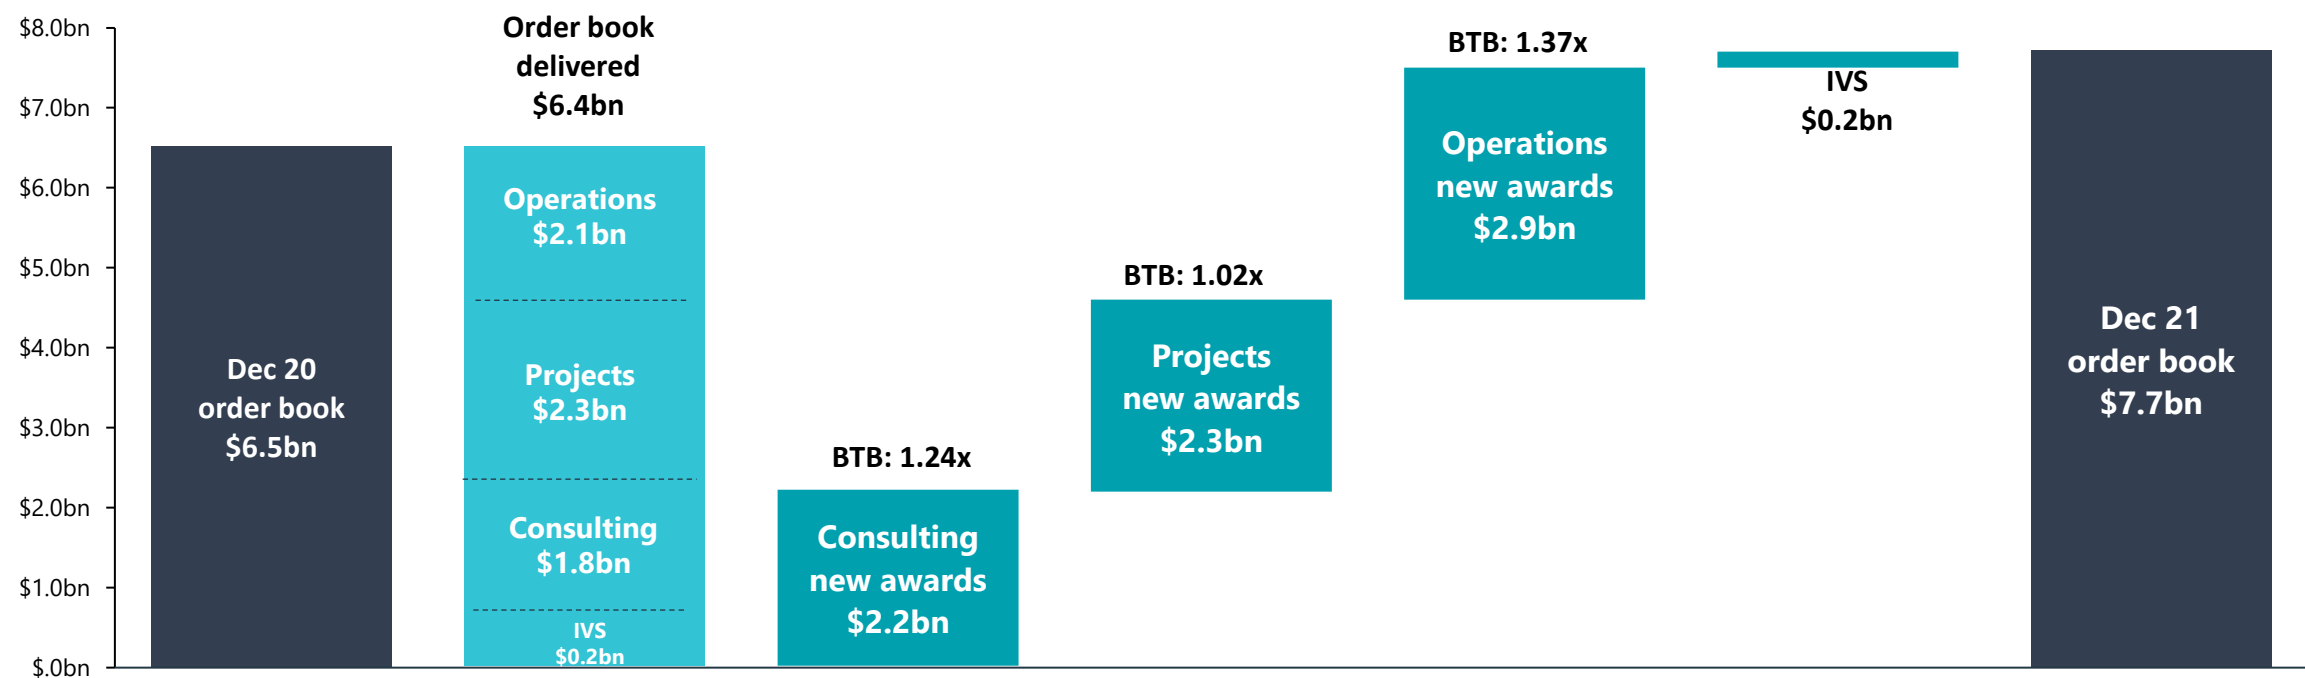 $8.0bn
$7.0bn
$6.0bn
$5.0bn
$4.0bn
$3.0bn
$2.0bn
$1.0bn
$.0bn
Dec 20
order book
$6.5bn
Order book
delivered
$6.4bn
Operations
$2.1bn
Projects
$2.3bn
Consulting
$1.8bn
IVS
$0.2bn
BTB: 1.24x
Consulting
new awards
$2.2bn
BTB: 1.02x
Projects
new awards
$2.3bn
BTB: 1.37x
Operations
new awards
$2.9bn
IVS
$0.2bn
Dec 21
order book
$7.7bn